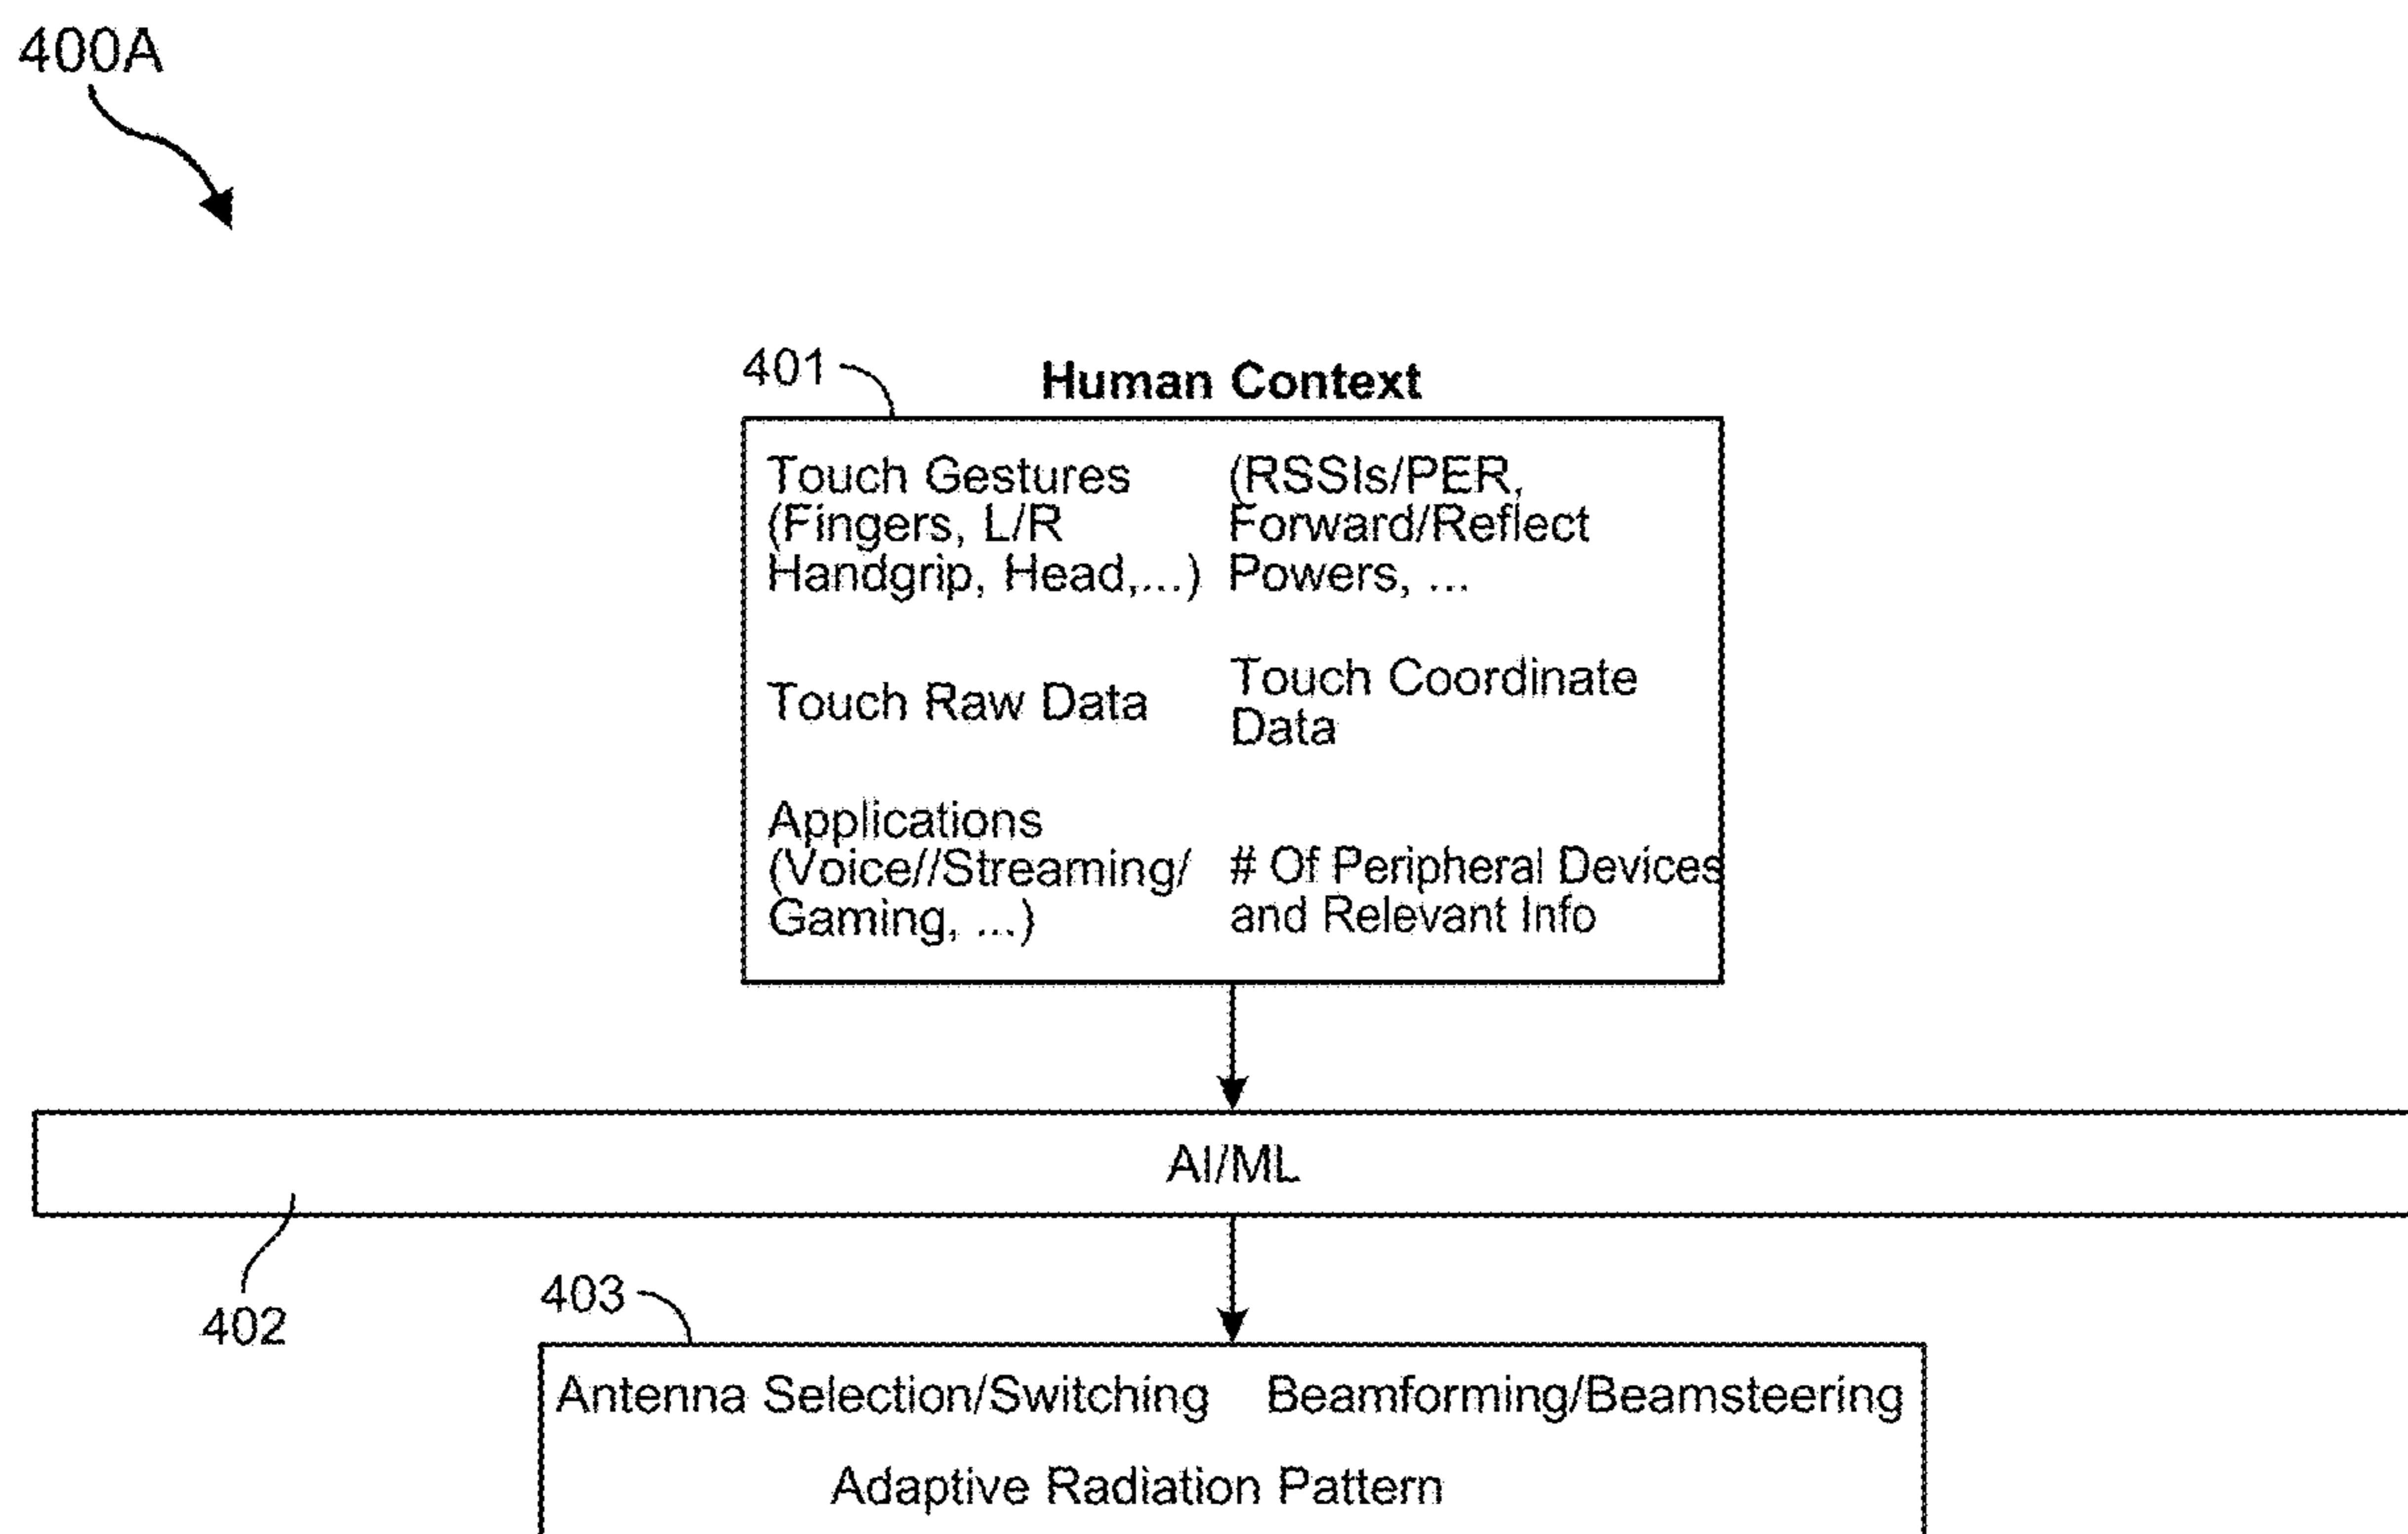 400A
401
Human Context
Touch Gestures
(Fingers, L/R
Handgrip, Head,...)
(RSSIs/PER,
Forward/Reflect
Powers, ...
Touch Raw Data
Touch Coordinate
Data
Applications
(Voice//Streaming/
Gaming, ...)
# Of Peripheral Devices
and Relevant Info
AI/ML
402
403
Antenna Selection/Switching
Beamforming/Beamsteering
Adaptive Radiation Pattern